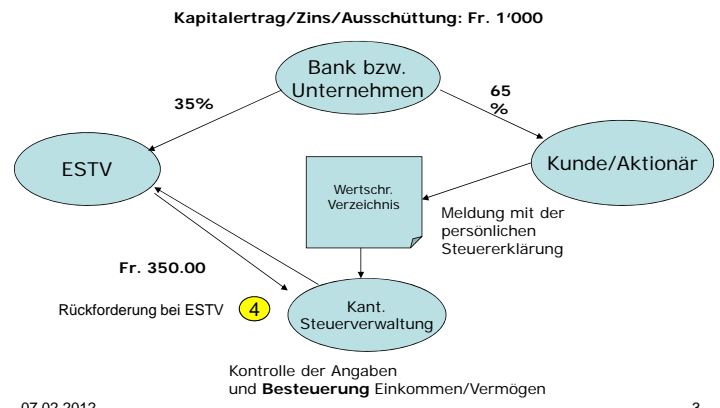 Kapitalertrag/Zins/Ausschüttung: Fr. 1'000
Bank bzw.
Unternehmen
35%
65
%
ESTV
Kunde/Aktionär
Wertschr.
Verzeichnis
Meldung mit der
persönlichen
Steuererklärung
Fr. 350.00
Rückforderung bei ESTV
4
Kant.
Steuerverwaltung
Kontrolle der Angaben
und Besteuerung Einkommen/Vermögen
07.02.2012
3